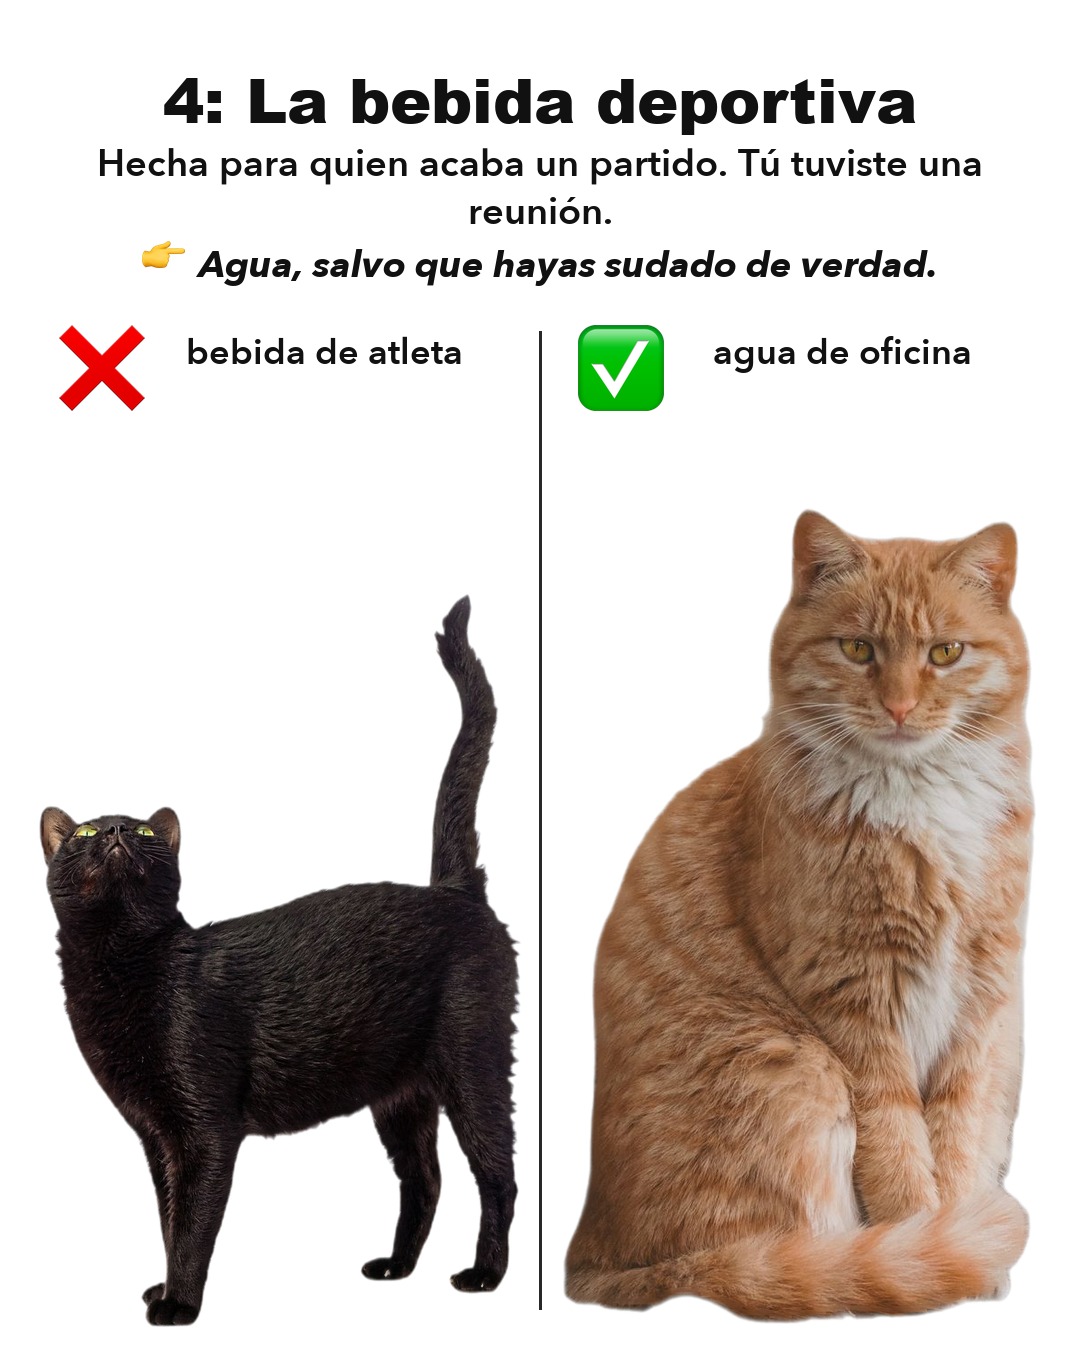 4: La bebida deportiva
Hecha para quien acaba un partido. Tú tuviste una
reunión.
👉 Agua, salvo que hayas sudado de verdad.
❌ bebida de atleta
✅ agua de oficina